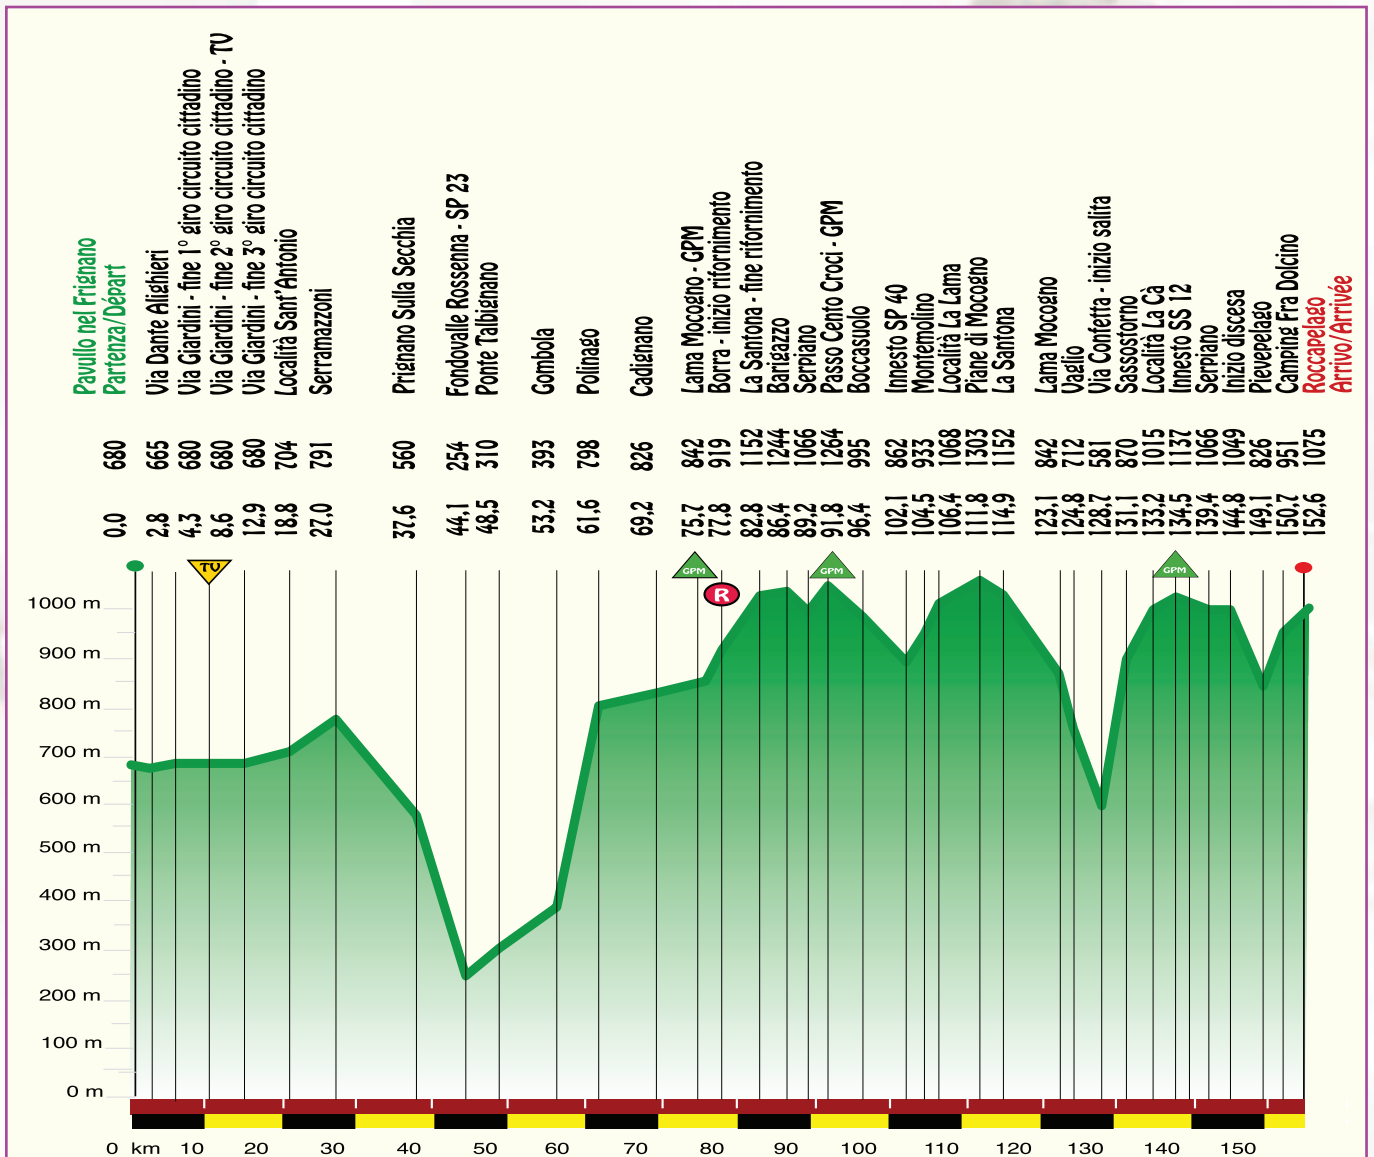 Pavullo nel Frignano
Partenza/Départ
0.0 680
2,8 665 Via Dante Alighieri
4,3 680 Via Giardini - fine 1° giro circuito cittadino
8.6 680 Via Giardini - fine 2° giro circuito cittadino - TV
12,9 680 Via Giardini - fine 3° giro circuito cittadino
18,8 704 Località Sant'Antonio
27,0 791 Serramazzoni
37,6 560 Prignano Sulla Secchia
44,1 254 Fondovalle Rossenna - SP 23
48,5 310 Ponte Talbignano
53,2 393 Gombola
61,6 798 Polinago
69,2 826 Cadignano
75,7 842 Lama Mocogno - GPM
77,8 919 Borra - inizio rifornimento
82,8 1152 La Santona - fine rifornimento
86,4 1244 Barigazzo
89,2 1066 Serpiano
91,8 1264 Passo Cento Croci - GPM
96,4 995 Boccasuolo
102,1 862 Innesto SP 40
104,5 933 Montemolino
106,4 1068 Località La Lama
111,8 1303 Piane di Mocogno
114,9 1152 La Santona
123,1 842 Lama Mocogno
124,8 712 Vaglio
128,7 581 Via Confetta - inizio salita
131,1 870 Sassostorno
133,2 1015 Località La Cà
134,5 1137 Innesto SS 12
139,4 1066 Serpiano
144,8 1049 Inizio discesa
149,1 826 Pievepelago
150,7 951 Camping Fra Dolcino
152,6 1075 Rocapelago
Arrivo/Arrivée
TV
GPM
GPM
GPM
R
1000 m
900 m
800 m
700 m
600 m
500 m
400 m
300 m
200 m
100 m
0 m
0 km 10 20 30 40 50 60 70 80 90 100 110 120 130 140 150